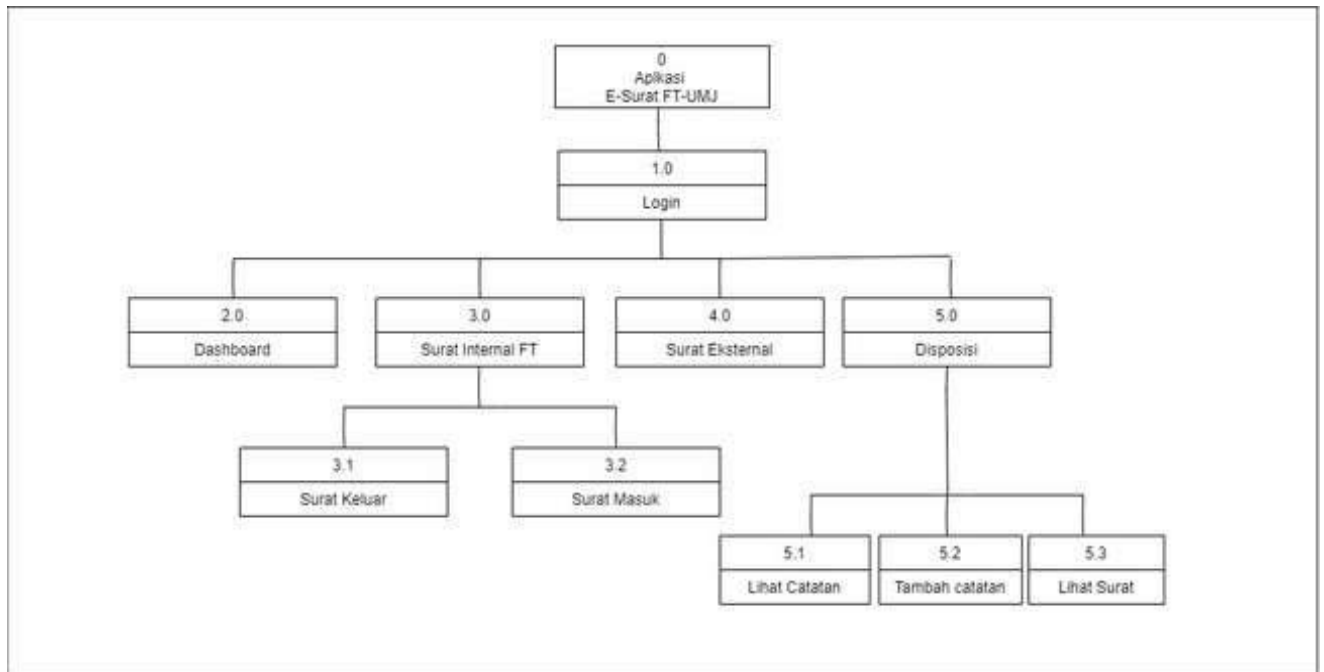 0
Aplkasi
E-Surat FT-UMJ
1.0
Login
2.0
3.0
4.0
5.0
Dashboard
Surat Internal FT
Surat Eksternal
Disposisi
3.1
3.2
Surat Keluar
Surat Masuk
5.1
5.2
5.3
Lihat Catatan
Tambah catatan
Lihat Surat